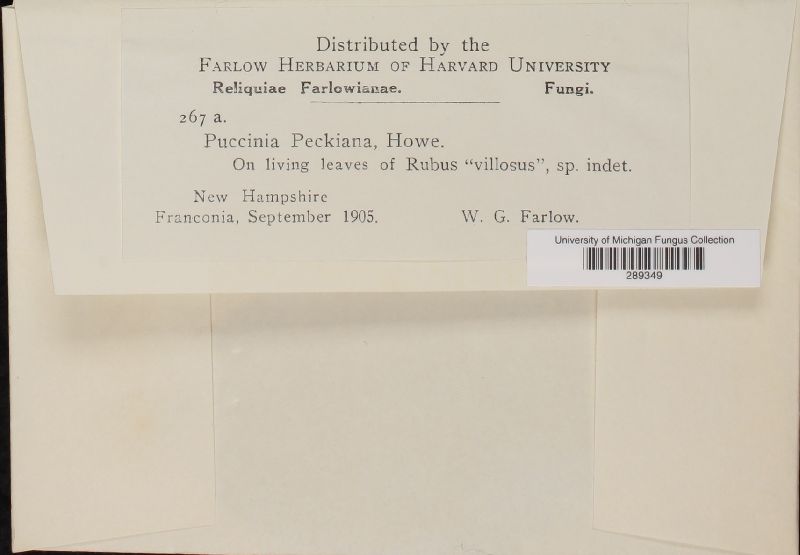 Distributed by the
FARLOW HERBARIUM OF HARVARD UNIVERSITY
Reliquiae Farlowianae. Fungi.
267 a.
Puccinia Peckiana, Howe.
On living leaves of Rubus “villosus”, sp. indet.
New Hampshire
Franconia, September 1905. W. G. Farlow.
University of Michigan Fungus Collection
289349